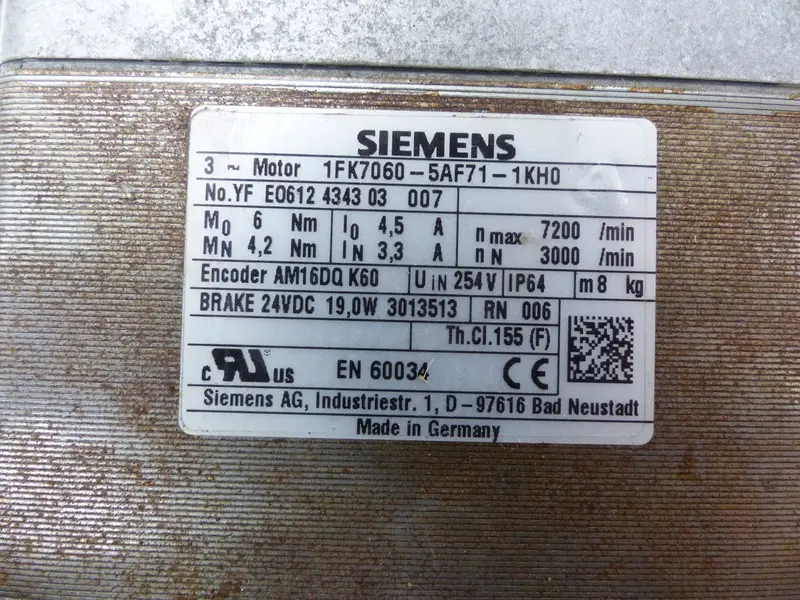 SIEMENS
3 ~ Motor 1FK7060-5AF71-1KH0
No.YF E0612 4343 03 007
M0 6 Nm I0 4,5 A n max 7200 /min
MN 4,2 Nm IN 3,3 A n N 3000 /min
Encoder AM16DQ K60 U IN 254 V IP64 m 8 kg
BRAKE 24VDC 19,0W 3013513 RN 006
Th.Cl.155 (F)
c RU US EN 60034 CE
Siemens AG, Industriestr. 1, D-97616 Bad Neustadt
Made in Germany